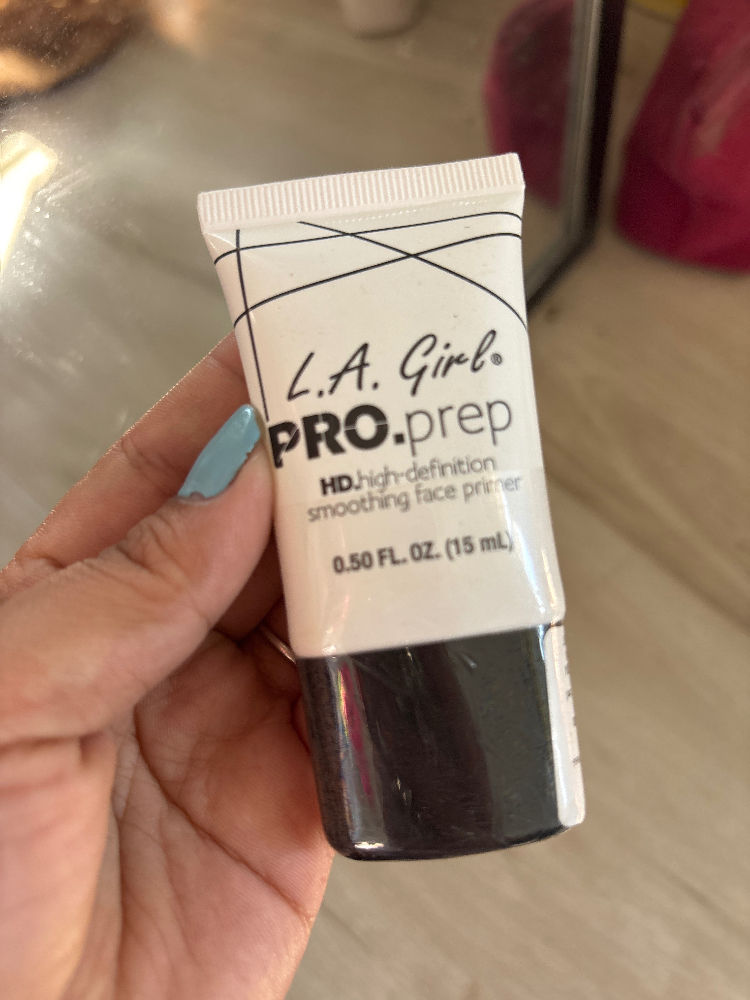 L.A. Girl®
PRO.prep
HD.high-definition
smoothing face primer
0.50 FL. OZ. (15 mL)